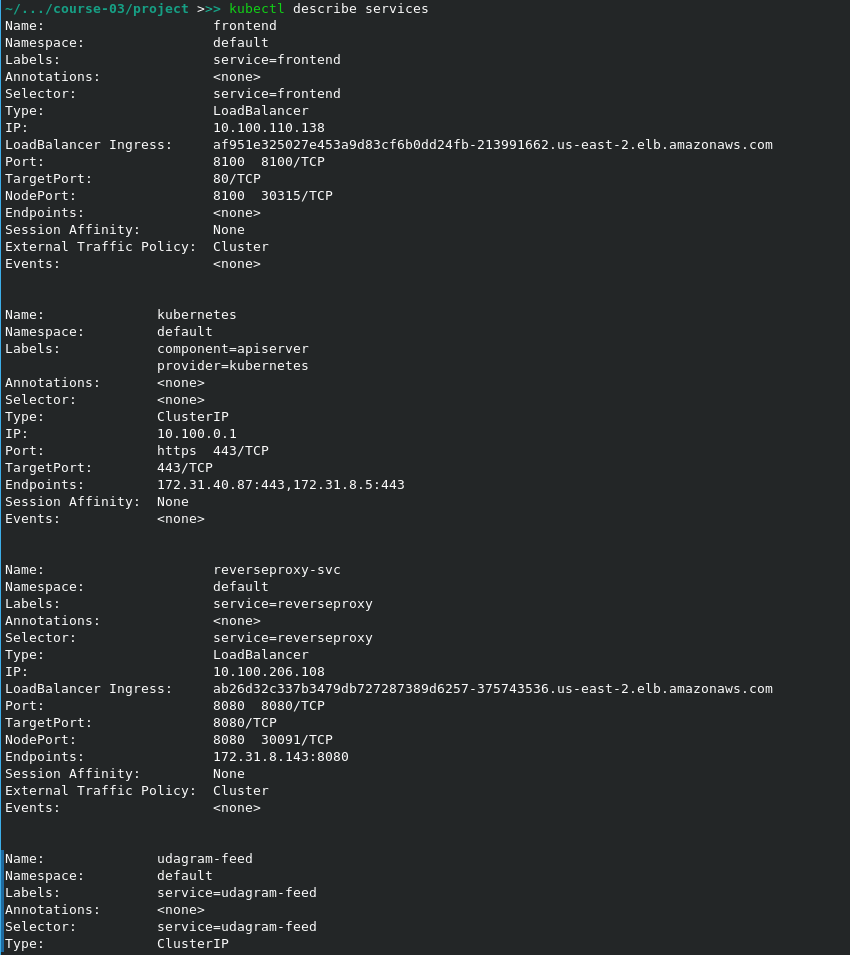 ~/.../course-03/project >>> kubectl describe services
Name:                     frontend
Namespace:                default
Labels:                   service=frontend
Annotations:              <none>
Selector:                 service=frontend
Type:                     LoadBalancer
IP:                       10.100.110.138
LoadBalancer Ingress:     af951e325027e453a9d83cf6b0dd24fb-213991662.us-east-2.elb.amazonaws.com
Port:                     8100  8100/TCP
TargetPort:               80/TCP
NodePort:                 8100  30315/TCP
Endpoints:                <none>
Session Affinity:         None
External Traffic Policy:  Cluster
Events:                   <none>

Name:              kubernetes
Namespace:         default
Labels:            component=apiserver
                   provider=kubernetes
Annotations:       <none>
Selector:          <none>
Type:              ClusterIP
IP:                10.100.0.1
Port:              https  443/TCP
TargetPort:        443/TCP
Endpoints:         172.31.40.87:443,172.31.8.5:443
Session Affinity:  None
Events:            <none>

Name:                     reverseproxy-svc
Namespace:                default
Labels:                   service=reverseproxy
Annotations:              <none>
Selector:                 service=reverseproxy
Type:                     LoadBalancer
IP:                       10.100.206.108
LoadBalancer Ingress:     ab26d32c337b3479db727287389d6257-375743536.us-east-2.elb.amazonaws.com
Port:                     8080  8080/TCP
TargetPort:               8080/TCP
NodePort:                 8080  30091/TCP
Endpoints:                172.31.8.143:8080
Session Affinity:         None
External Traffic Policy:  Cluster
Events:                   <none>

Name:              udagram-feed
Namespace:         default
Labels:            service=udagram-feed
Annotations:       <none>
Selector:          service=udagram-feed
Type:              ClusterIP